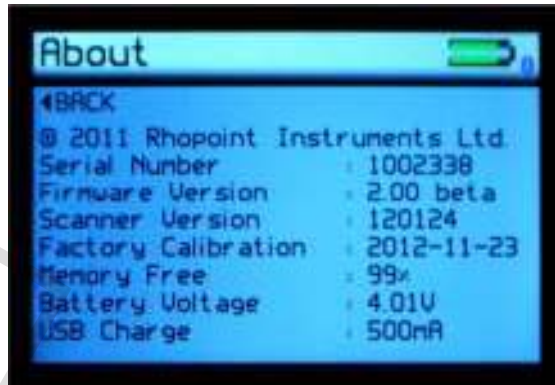 About
◀BACK
© 2011 Rhopoint Instruments Ltd.
Serial Number : 1002338
Firmware Version : 2.00 beta
Scanner Version : 120124
Factory Calibration : 2012-11-23
Memory Free : 99%
Battery Voltage : 4.01V
USB Charge : 500mA